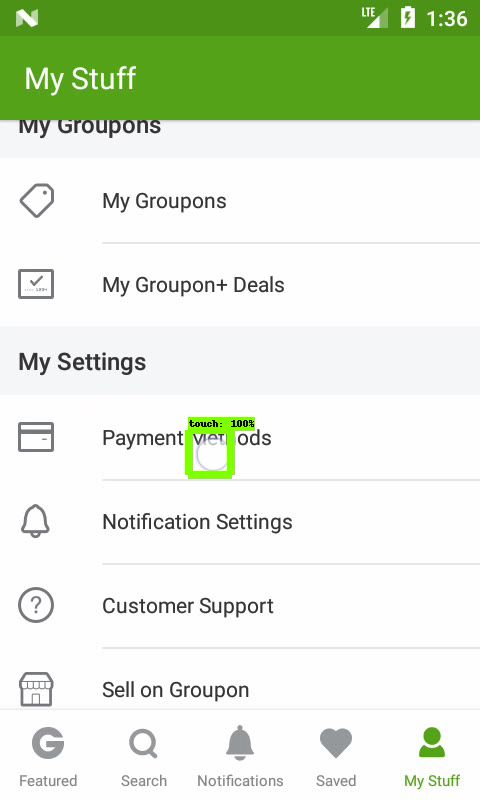 LTE 1:36
My Stuff
My Groupons
My Groupons
My Groupon+ Deals
My Settings
touch: 100%
Payment Methods
Notification Settings
Customer Support
Sell on Groupon
Featured Search Notifications Saved My Stuff